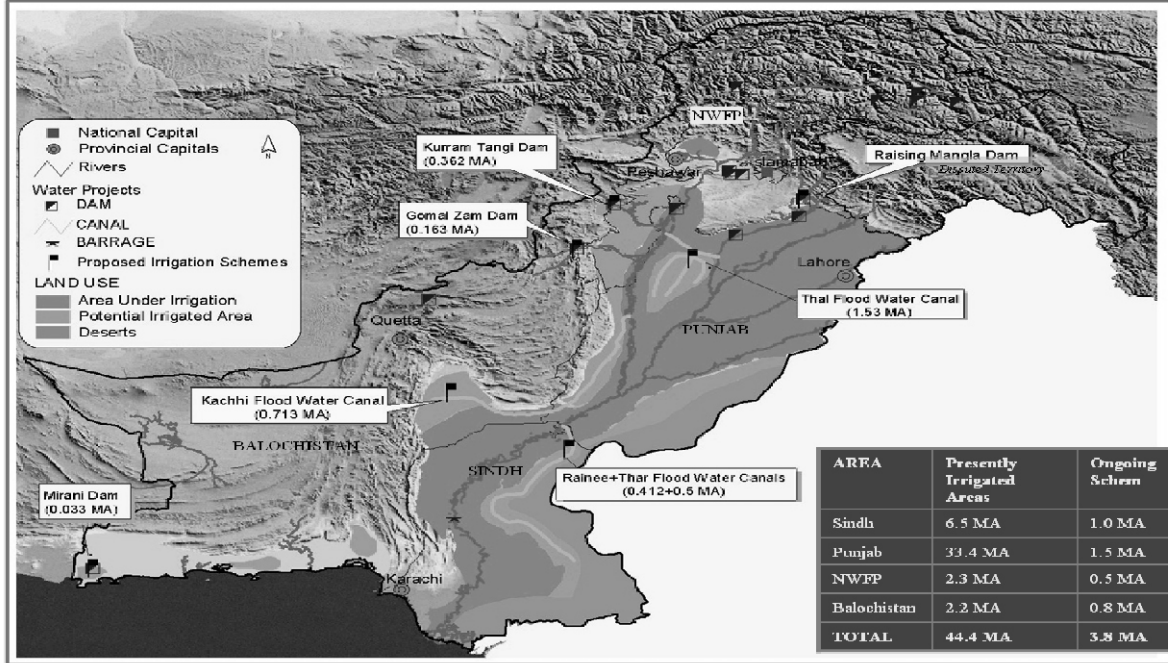 NWFP
National Capital
Provincial Capitals
N
Rivers
Water Projects
DAM
CANAL
BARRAGE
Proposed Irrigation Schemes
LAND USE
Area Under Irrigation
Potential Irrigated Area
Deserts
Kurram Tangi Dam
(0.362 MA)
Raising Mangla Dam
Peshawar
Islamabad
Disputed Territory
Gomal Zam Dam
(0.163 MA)
Lahore
Thal Flood Water Canal
(1.53 MA)
Quetta
PUNJAB
Kachhi Flood Water Canal
(0.713 MA)
BALOCHISTAN
SINDH
Rainee+Thar Flood Water Canals
(0.412+0.5 MA)
Mirani Dam
(0.033 MA)
Karachi
AREA Presently Irrigated Areas Ongoing Schem
Sindh 6.5 MA 1.0 MA
Punjab 33.4 MA 1.5 MA
NWFP 2.3 MA 0.5 MA
Balochistan 2.2 MA 0.8 MA
TOTAL 44.4 MA 3.8 MA